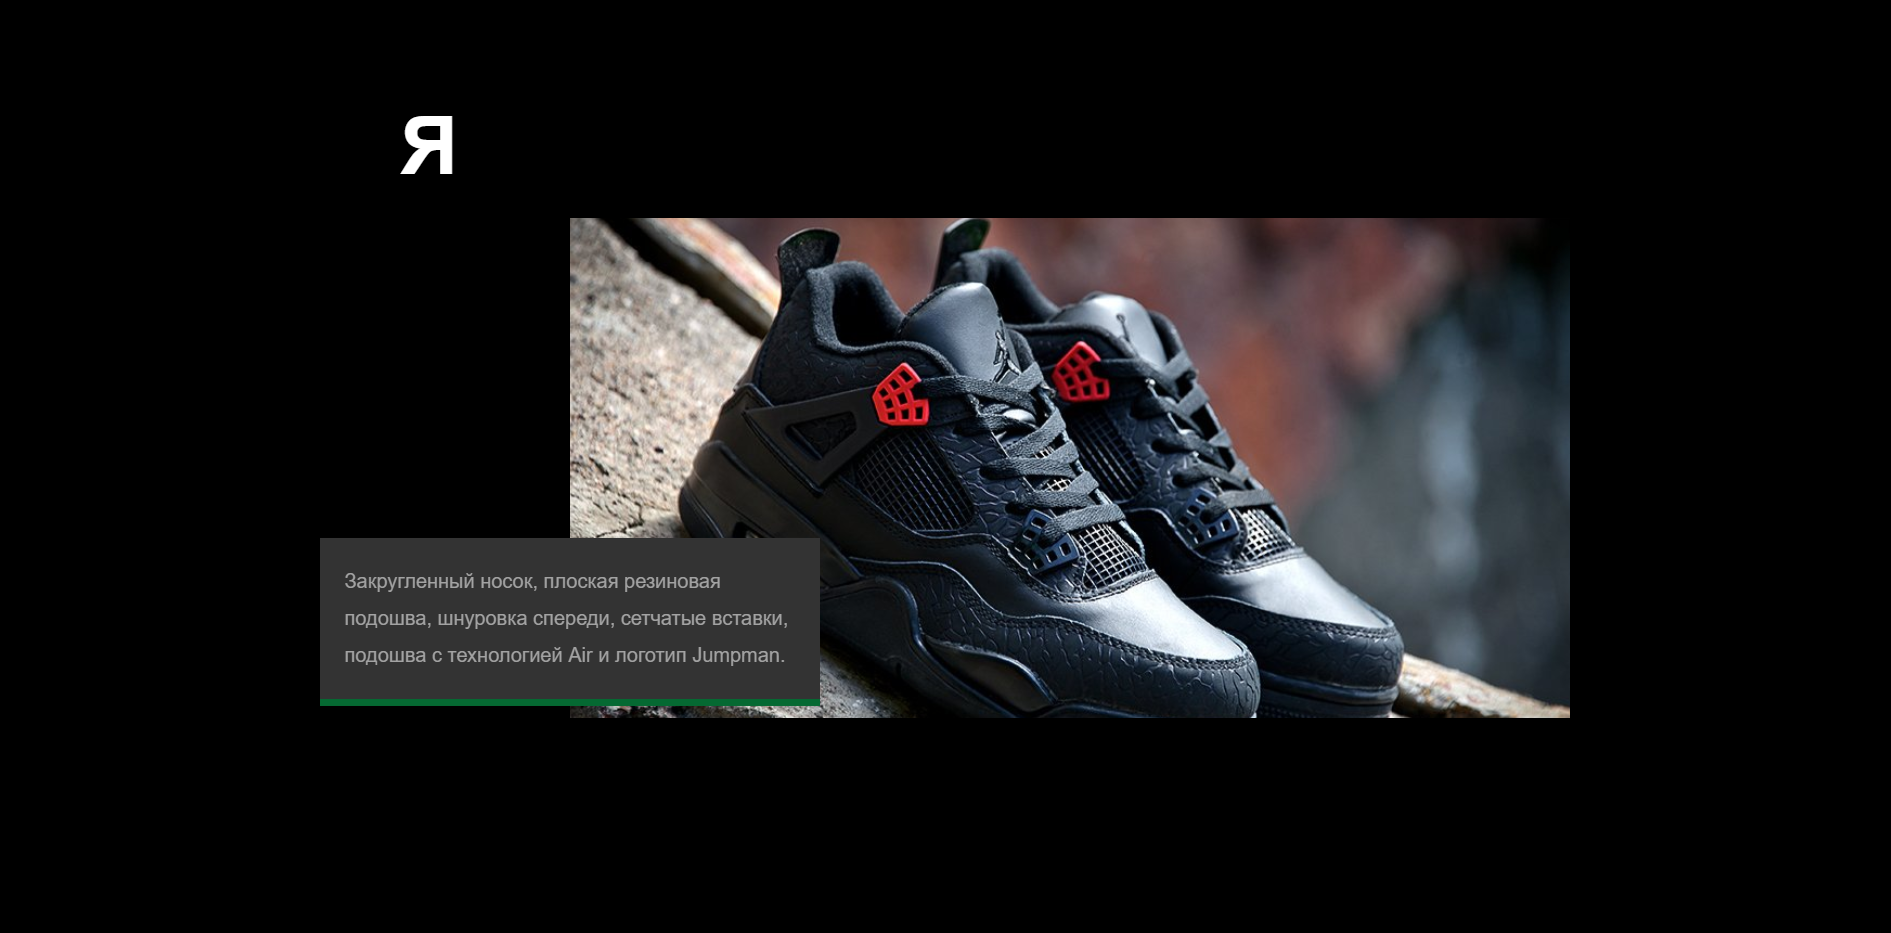 Я
Закругленный носок, плоская резиновая
подошва, шнуровка спереди, сетчатые вставки,
подошва с технологией Air и логотип Jumpman.